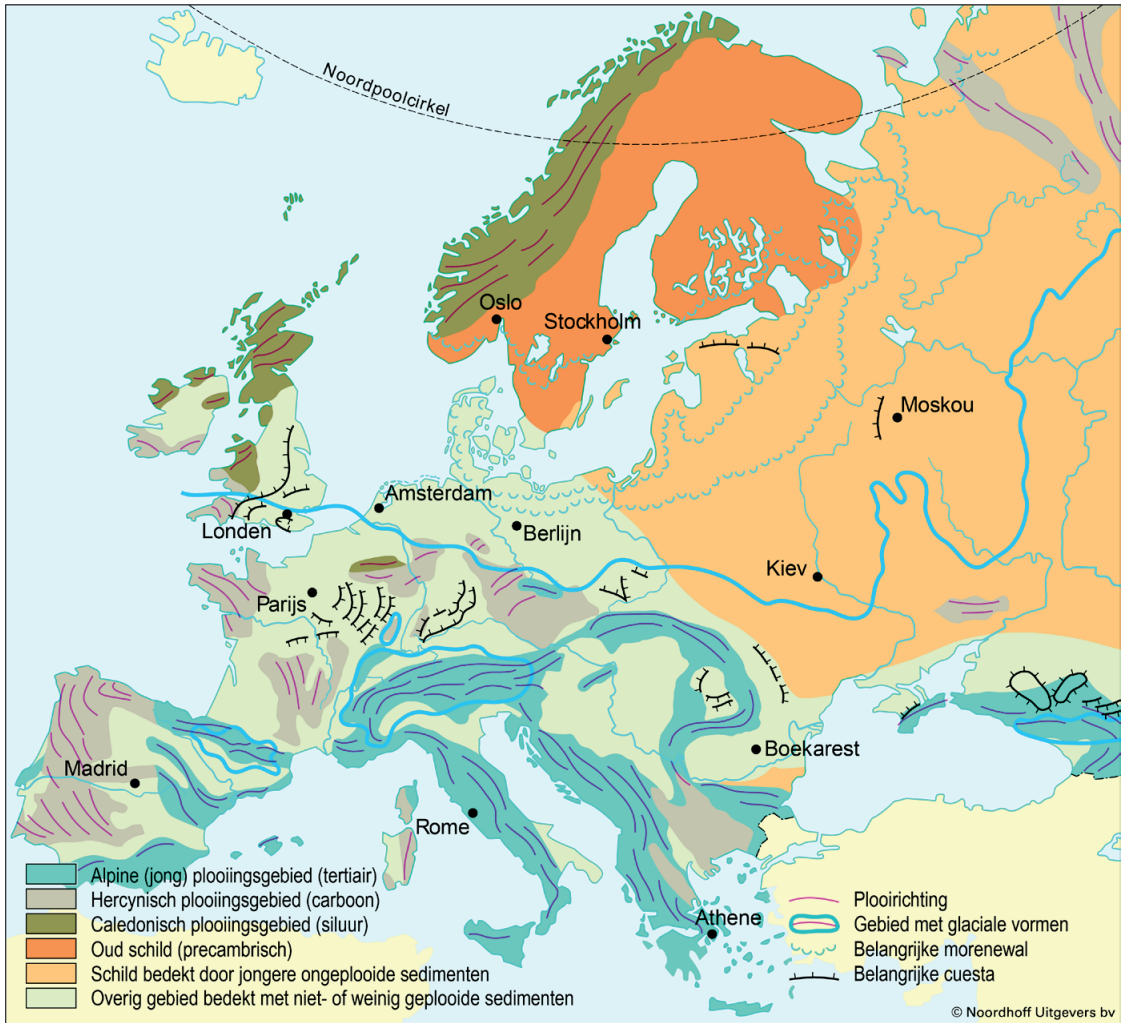 Noordpoolcirkel
Oslo
Stockholm
Moskou
Amsterdam
Londen
Berlijn
Kiev
Parijs
Boekarest
Madrid
Rome
Athene
Alpine (jong) plooiingsgebied (tertiair)
Hercynisch plooiingsgebied (carboon)
Caledonisch plooiingsgebied (siluur)
Oud schild (precambrisch)
Schild bedekt door jongere ongeplooide sedimenten
Overig gebied bedekt met niet- of weinig geplooide sedimenten
Plooirichting
Gebied met glaciale vormen
Belangrijke morenewal
Belangrijke cuesta
© Noordhoff Uitgevers bv